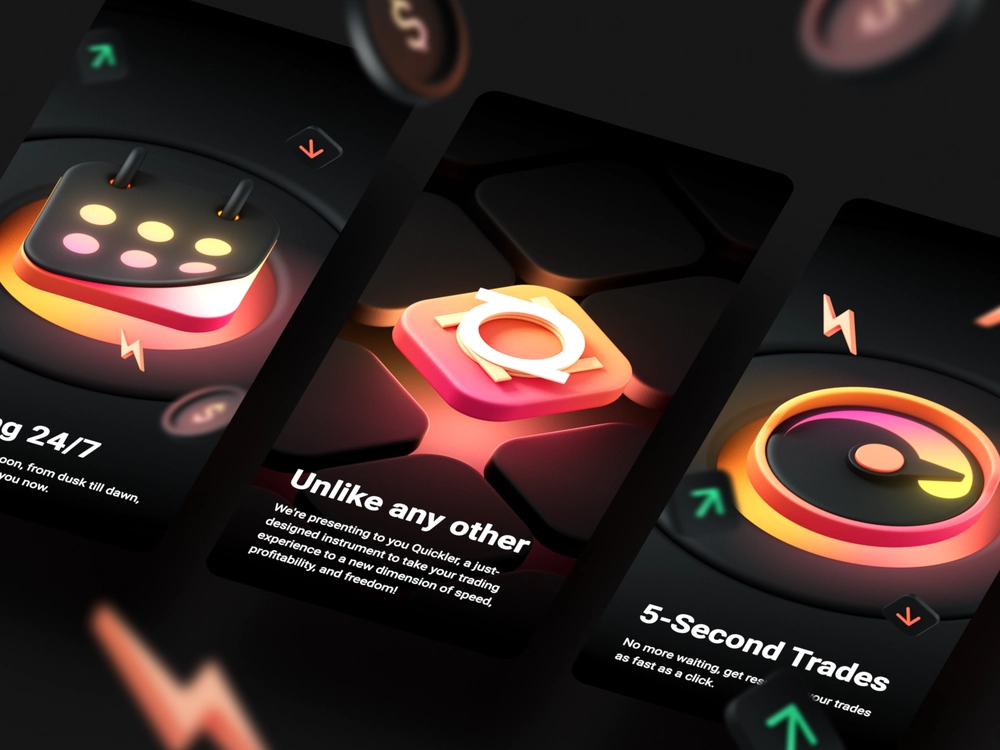 g 24/7
oon, from dusk till dawn,
you now.
Unlike any other
We're presenting to you Quickler, a just-
designed instrument to take your trading
experience to a new dimension of speed,
profitability, and freedom!
5-Second Trades
No more waiting, get res our trades
as fast as a click.